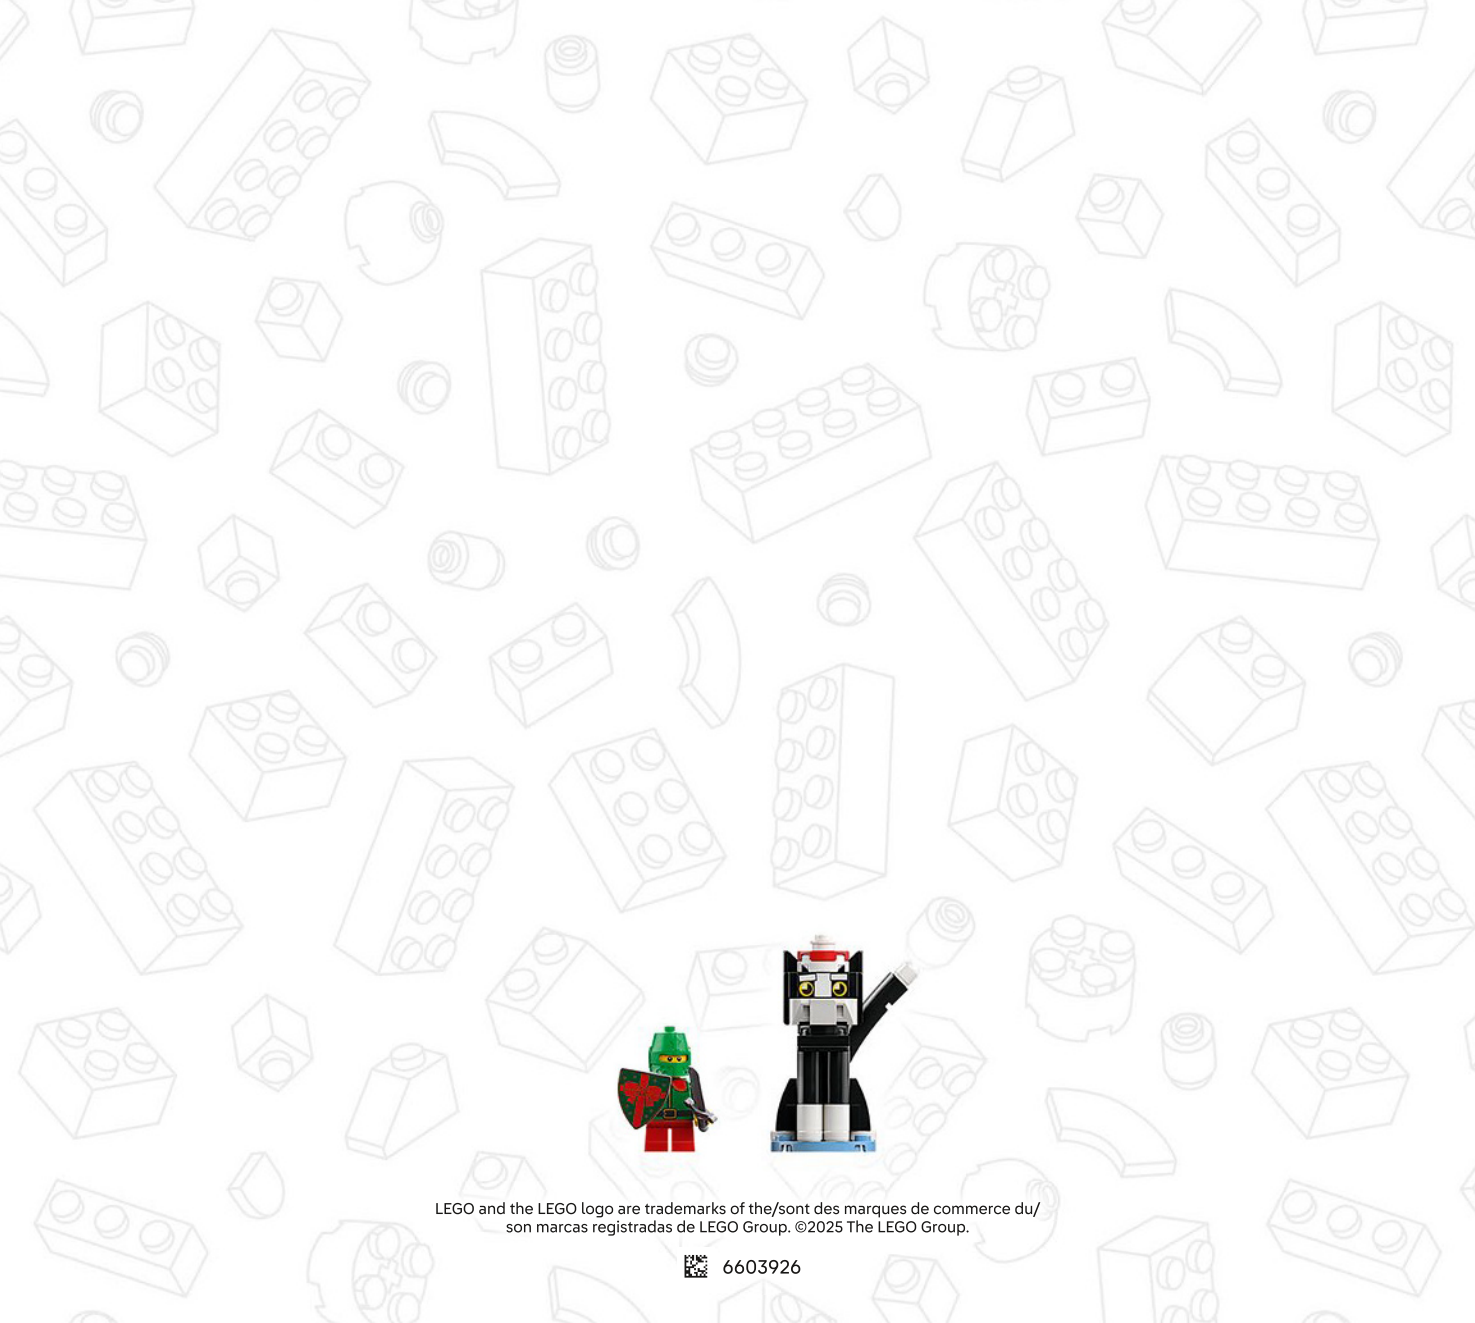 LEGO and the LEGO logo are trademarks of the/sont des marques de commerce du/
son marcas registradas de LEGO Group. ©2025 The LEGO Group.
6603926